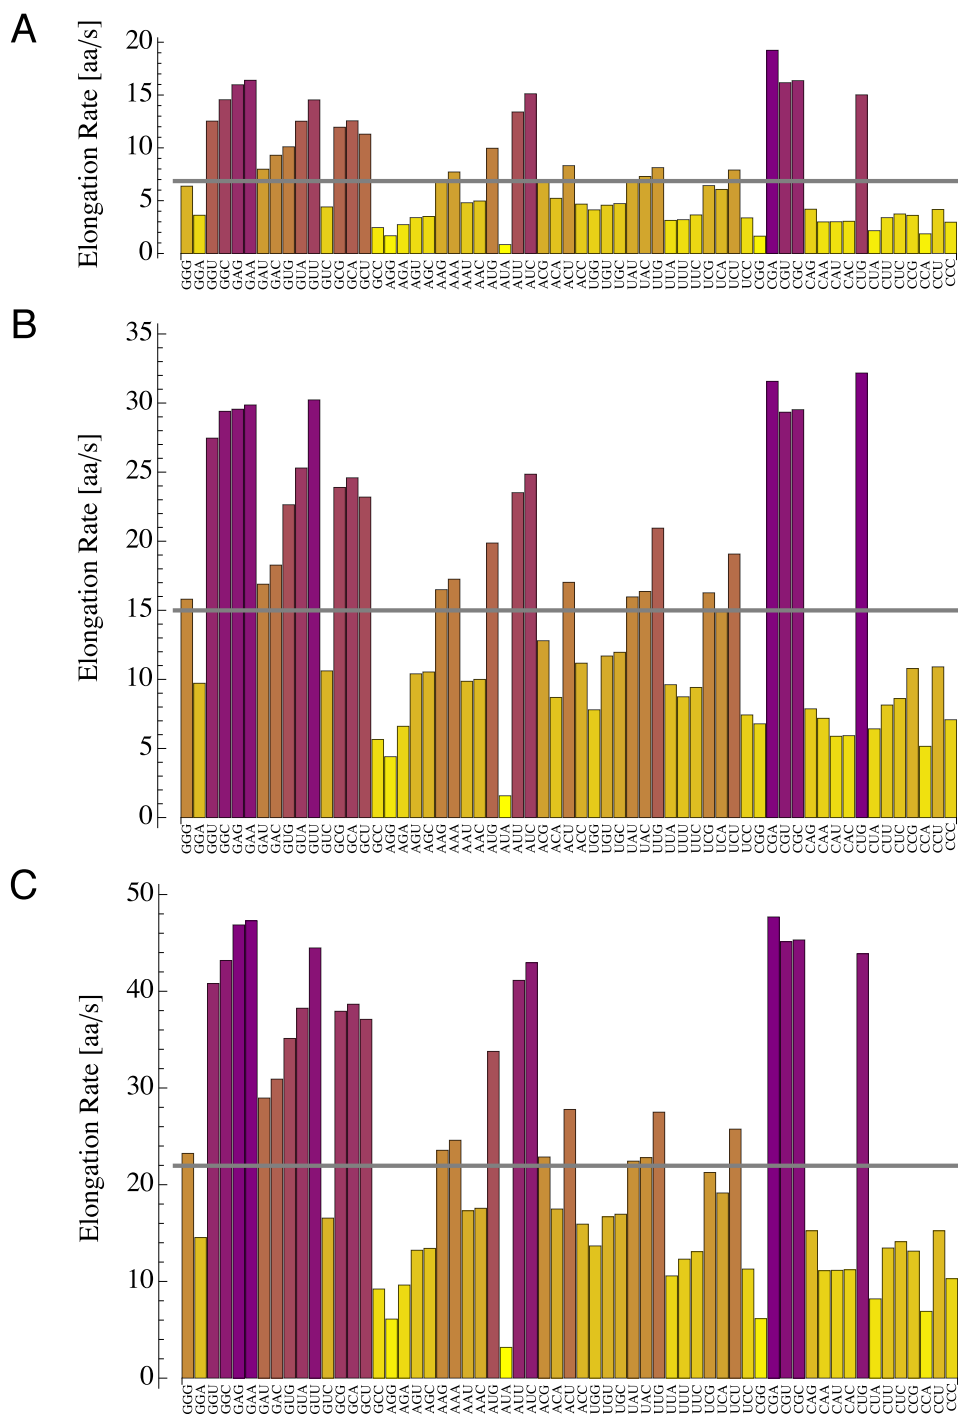 A
Elongation Rate [aa/s]
20
15
10
5
0
GGG GGA GGU GGC GAG GAA GAU GAC GUG GUA GUU GUC GCG GCA GCU GCC AGG AGA AGU AGC AAG AAA AAU AAC AUG AUA AUU AUC ACG ACA ACU ACC UGG UGU UGC UAU UAC UUG UUA UUU UUC UCG UCA UCU UCC CGG CGA CGU CGC CAG CAA CAU CAC CUG CUA CUU CUC CCG CCA CCU CCC
B
Elongation Rate [aa/s]
35
30
25
20
15
10
5
0
GGG GGA GGU GGC GAG GAA GAU GAC GUG GUA GUU GUC GCG GCA GCU GCC AGG AGA AGU AGC AAG AAA AAU AAC AUG AUA AUU AUC ACG ACA ACU ACC UGG UGU UGC UAU UAC UUG UUA UUU UUC UCG UCA UCU UCC CGG CGA CGU CGC CAG CAA CAU CAC CUG CUA CUU CUC CCG CCA CCU CCC
C
Elongation Rate [aa/s]
50
40
30
20
10
0
GGG GGA GGU GGC GAG GAA GAU GAC GUG GUA GUU GUC GCG GCA GCU GCC AGG AGA AGU AGC AAG AAA AAU AAC AUG AUA AUU AUC ACG ACA ACU ACC UGG UGU UGC UAU UAC UUG UUA UUU UUC UCG UCA UCU UCC CGG CGA CGU CGC CAG CAA CAU CAC CUG CUA CUU CUC CCG CCA CCU CCC